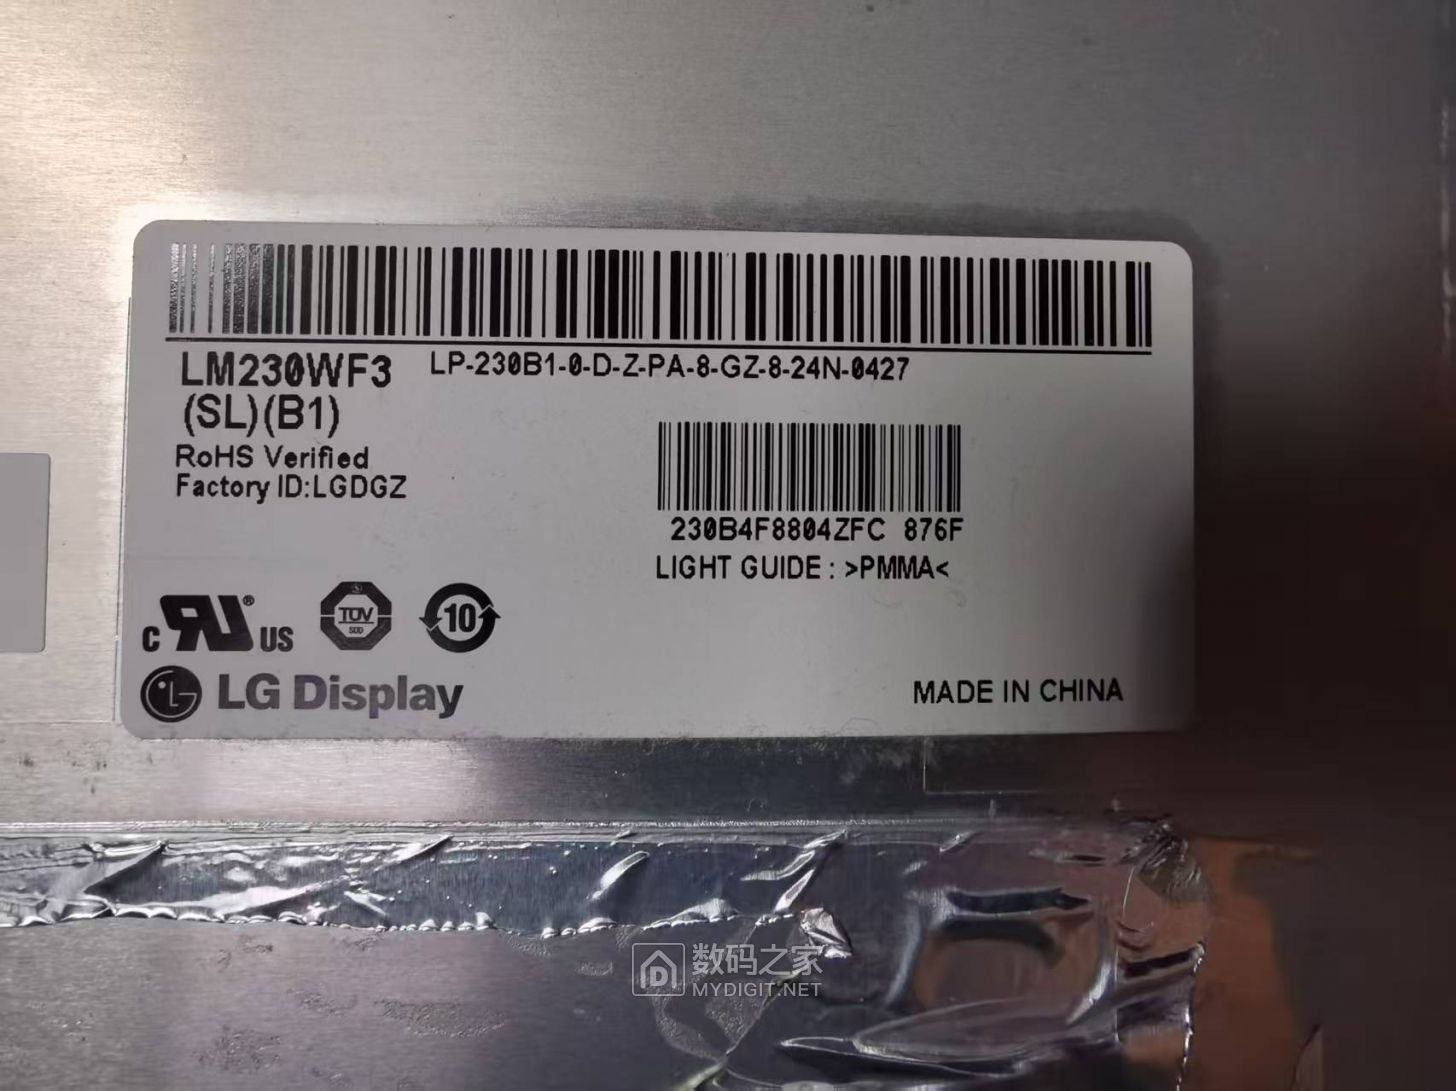 LM230WF3 LP-230B1-0-D-Z-PA-8-GZ-8-24N-0427
(SL)(B1)
RoHS Verified
Factory ID:LGDGZ
230B4F8804ZFC 876F
LIGHT GUIDE : >PMMA<
C RU ® US TÜV SÜD 10
LG Display
MADE IN CHINA
数码之家
MYDIGIT.NET